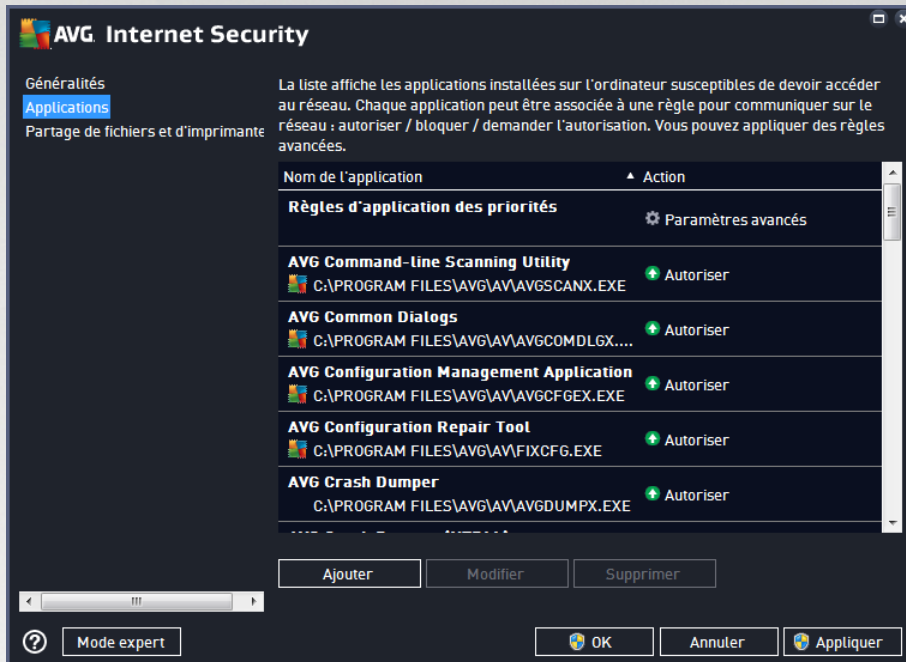 AVG Internet Security
Généralités
Applications
Partage de fichiers et d'imprimante
La liste affiche les applications installées sur l'ordinateur susceptibles de devoir accéder
au réseau. Chaque application peut être associée à une règle pour communiquer sur le
réseau : autoriser / bloquer / demander l'autorisation. Vous pouvez appliquer des règles
avancées.
Nom de l'application Action
Règles d'application des priorités
Paramètres avancés
AVG Command-line Scanning Utility
C:\PROGRAM FILES\AVG\AV\AVGSCANX.EXE
Autoriser
AVG Common Dialogs
C:\PROGRAM FILES\AVG\AV\AVGCOMDLGX....
Autoriser
AVG Configuration Management Application
C:\PROGRAM FILES\AVG\AV\AVGCFGEX.EXE
Autoriser
AVG Configuration Repair Tool
C:\PROGRAM FILES\AVG\AV\FIXCFG.EXE
Autoriser
AVG Crash Dumper
C:\PROGRAM FILES\AVG\AV\AVGDUMPX.EXE
Autoriser
Ajouter Modifier Supprimer
? Mode expert OK Annuler Appliquer